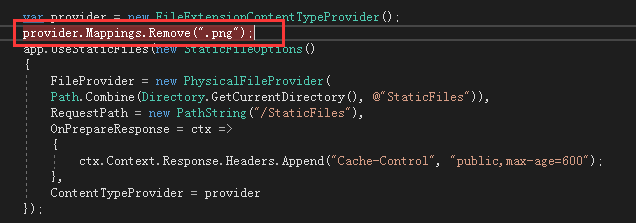 var provider = new FileExtensionContentTypeProvider();
provider.Mappings.Remove(".png");
app.UseStaticFiles(new StaticFileOptions()
{
FileProvider = new PhysicalFileProvider(
Path.Combine(Directory.GetCurrentDirectory(), @"StaticFiles")),
RequestPath = new PathString("/StaticFiles"),
OnPrepareResponse = ctx =>
{
ctx.Context.Response.Headers.Append("Cache-Control", "public,max-age=600");
},
ContentTypeProvider = provider
});